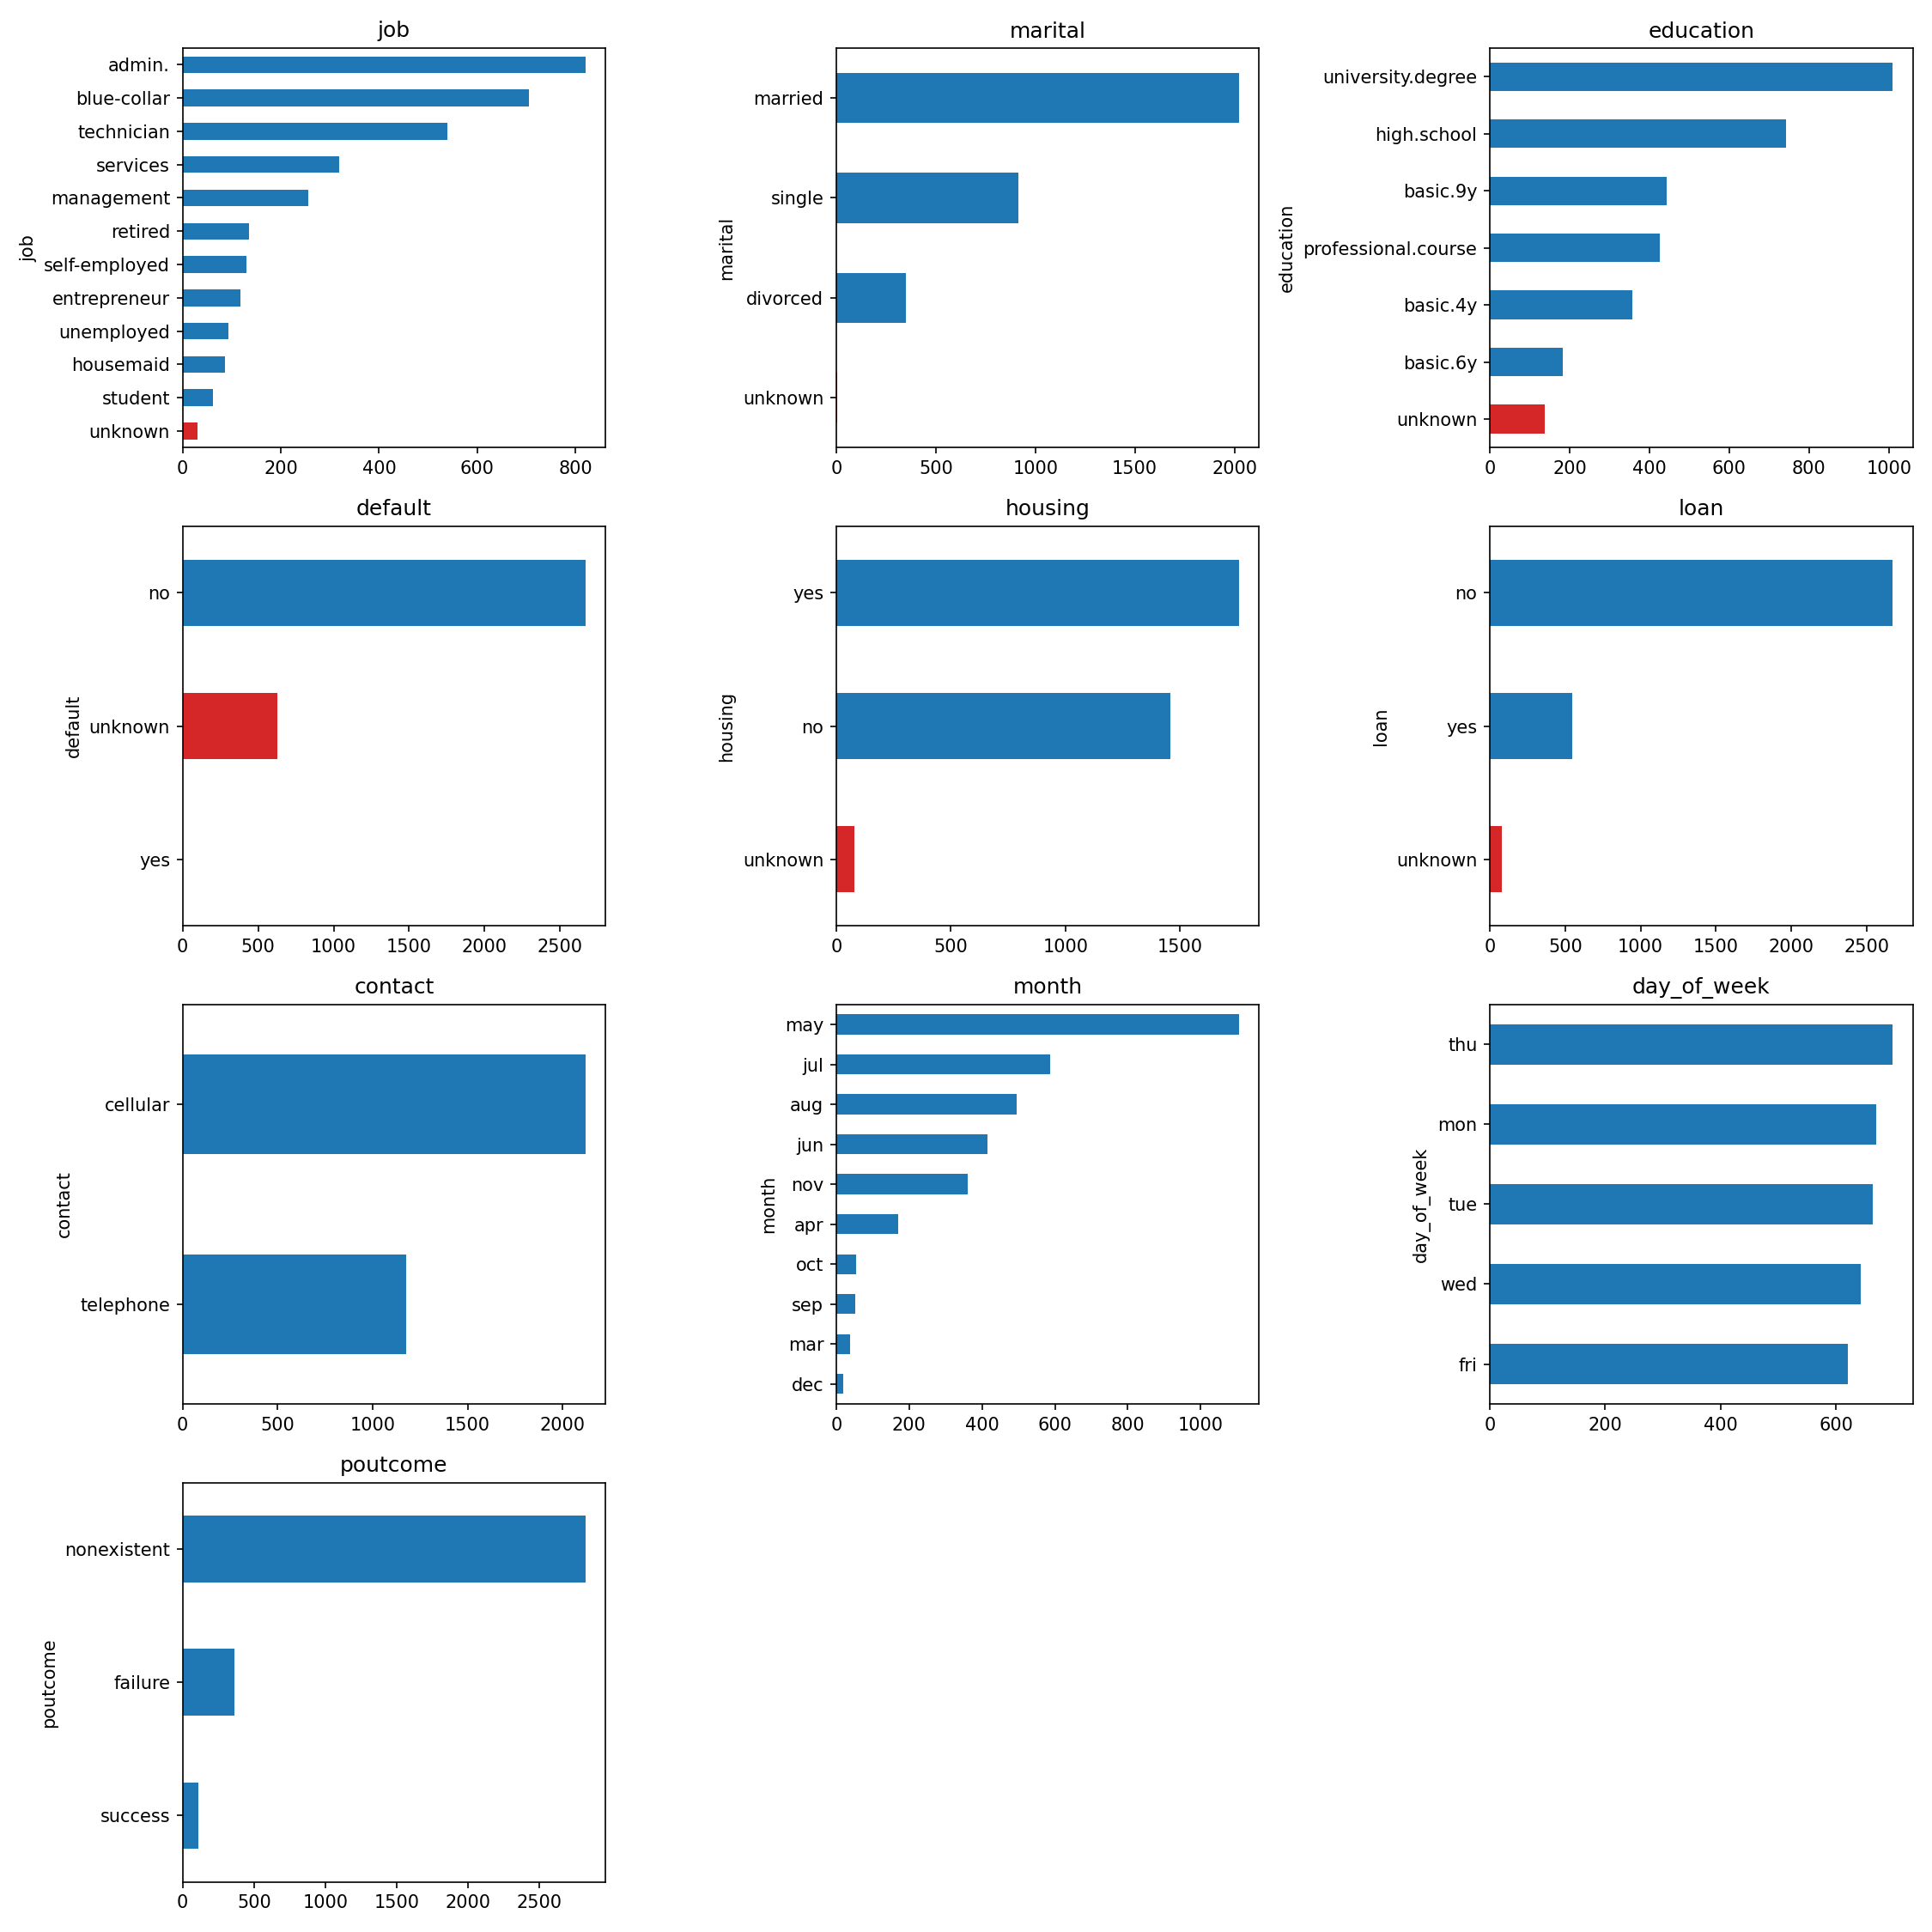 job
admin.
blue-collar
technician
services
management
retired
self-employed
entrepreneur
unemployed
housemaid
student
unknown
job
0 200 400 600 800
marital
married
single
divorced
unknown
marital
0 500 1000 1500 2000
education
university.degree
high.school
basic.9y
professional.course
basic.4y
basic.6y
unknown
education
0 200 400 600 800 1000
default
no
unknown
yes
default
0 500 1000 1500 2000 2500
housing
yes
no
unknown
housing
0 500 1000 1500
loan
no
yes
unknown
loan
0 500 1000 1500 2000 2500
contact
cellular
telephone
contact
0 500 1000 1500 2000
month
may
jul
aug
jun
nov
apr
oct
sep
mar
dec
month
0 200 400 600 800 1000
day_of_week
thu
mon
tue
wed
fri
day_of_week
0 200 400 600
poutcome
nonexistent
failure
success
poutcome
0 500 1000 1500 2000 2500